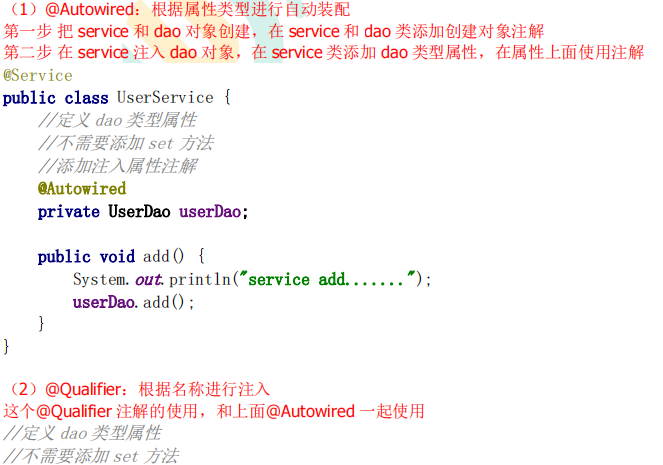 （1）@Autowired：根据属性类型进行自动装配
第一步 把 service 和 dao 对象创建，在 service 和 dao 类添加创建对象注解
第二步 在 service 注入 dao 对象，在 service 类添加 dao 类型属性，在属性上面使用注解
@Service
public class UserService {
//定义 dao 类型属性
//不需要添加 set 方法
//添加注入属性注解
@Autowired
private UserDao userDao;
public void add() {
System.out.println("service add.......");
userDao.add();
}
}
（2）@Qualifier：根据名称进行注入
这个@Qualifier 注解的使用，和上面@Autowired 一起使用
//定义 dao 类型属性
//不需要添加 set 方法